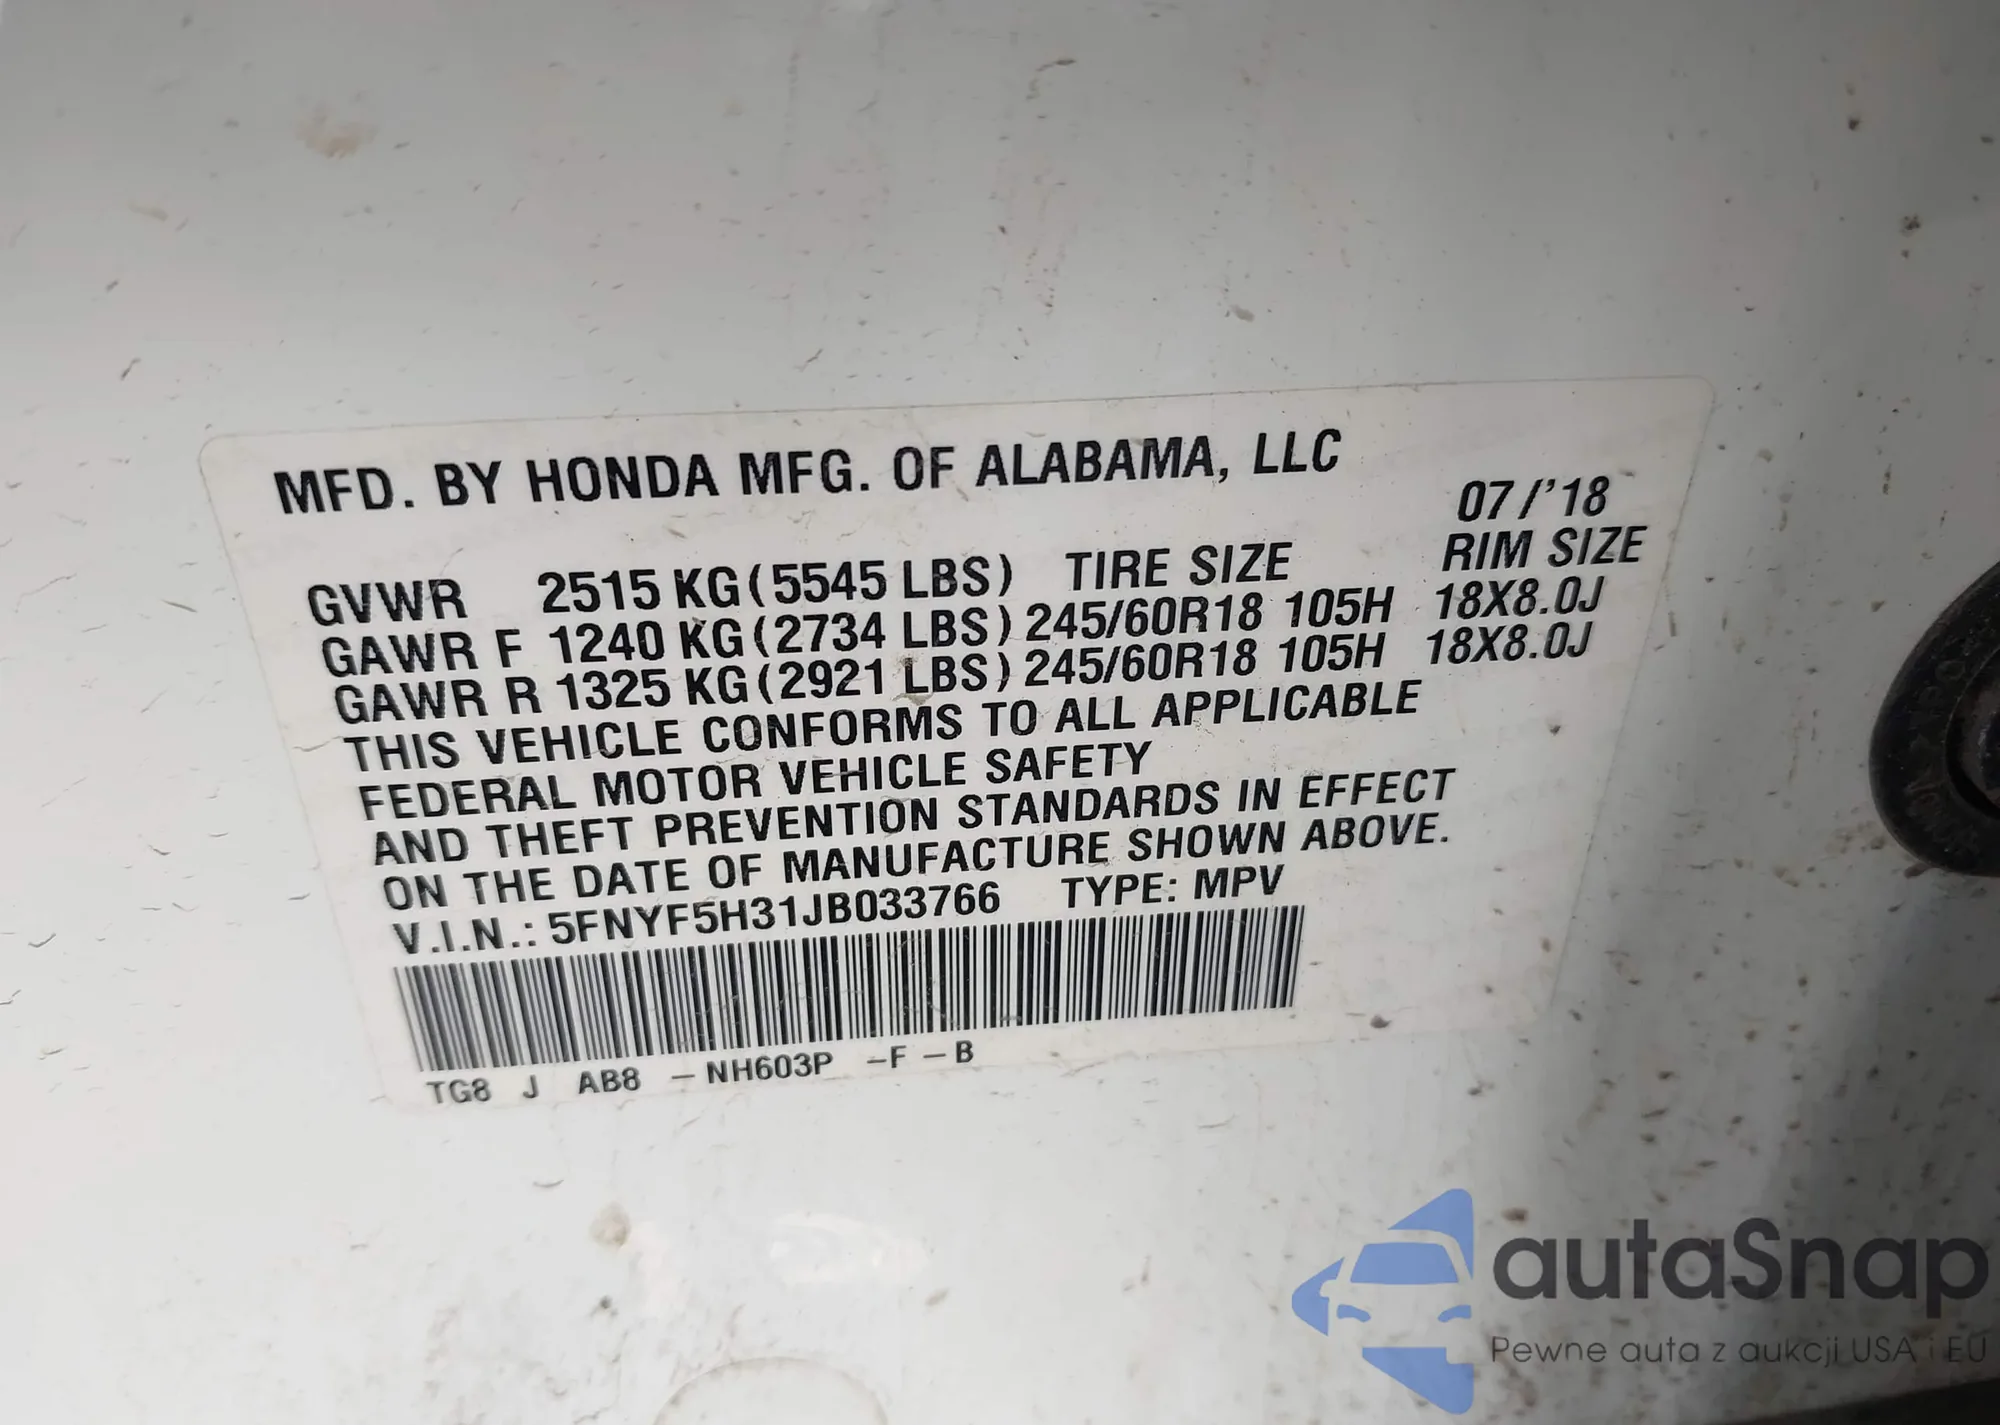 MFD. BY HONDA MFG. OF ALABAMA, LLC
07/'18
GVWR 2515 KG (5545 LBS) TIRE SIZE RIM SIZE
GAWR F 1240 KG (2734 LBS) 245/60R18 105H 18X8.0J
GAWR R 1325 KG (2921 LBS) 245/60R18 105H 18X8.0J
THIS VEHICLE CONFORMS TO ALL APPLICABLE
FEDERAL MOTOR VEHICLE SAFETY
AND THEFT PREVENTION STANDARDS IN EFFECT
ON THE DATE OF MANUFACTURE SHOWN ABOVE.
V.I.N.: 5FNYF5H31JB033766 TYPE: MPV
TG8 J AB8 – NH603P –F – B
autaSnap
Pewne auta z aukcji USA i EU